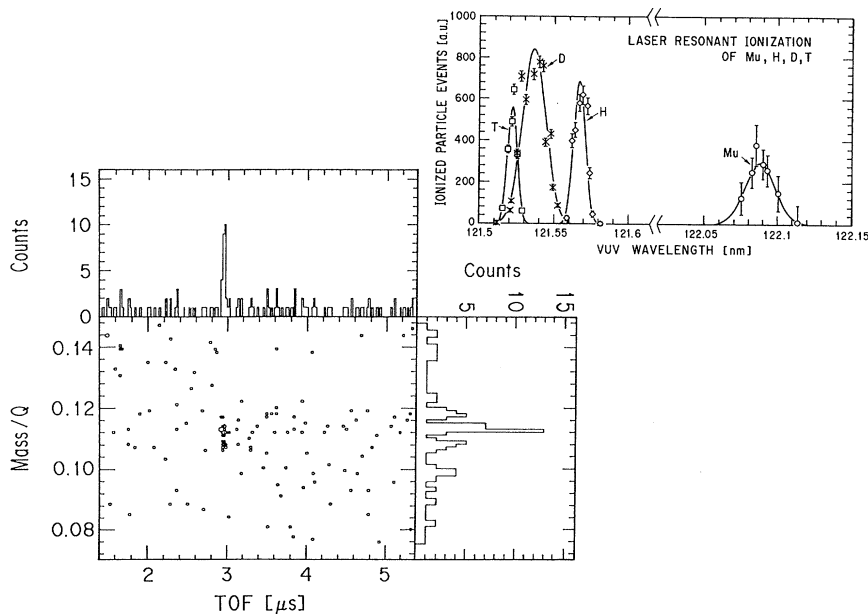 LASER RESONANT IONIZATION
OF Mu, H, D, T
IONIZED PARTICLE EVENTS [a.u.]
1000
800
600
400
200
0
T
D
H
Mu
121.5
121.55
121.6
122.05
122.1
122.15
VUV WAVELENGTH [nm]
Counts
15
10
5
0
Counts
0
5
10
15
Mass/Q
0.14
0.12
0.10
0.08
2
3
4
5
TOF [μs]